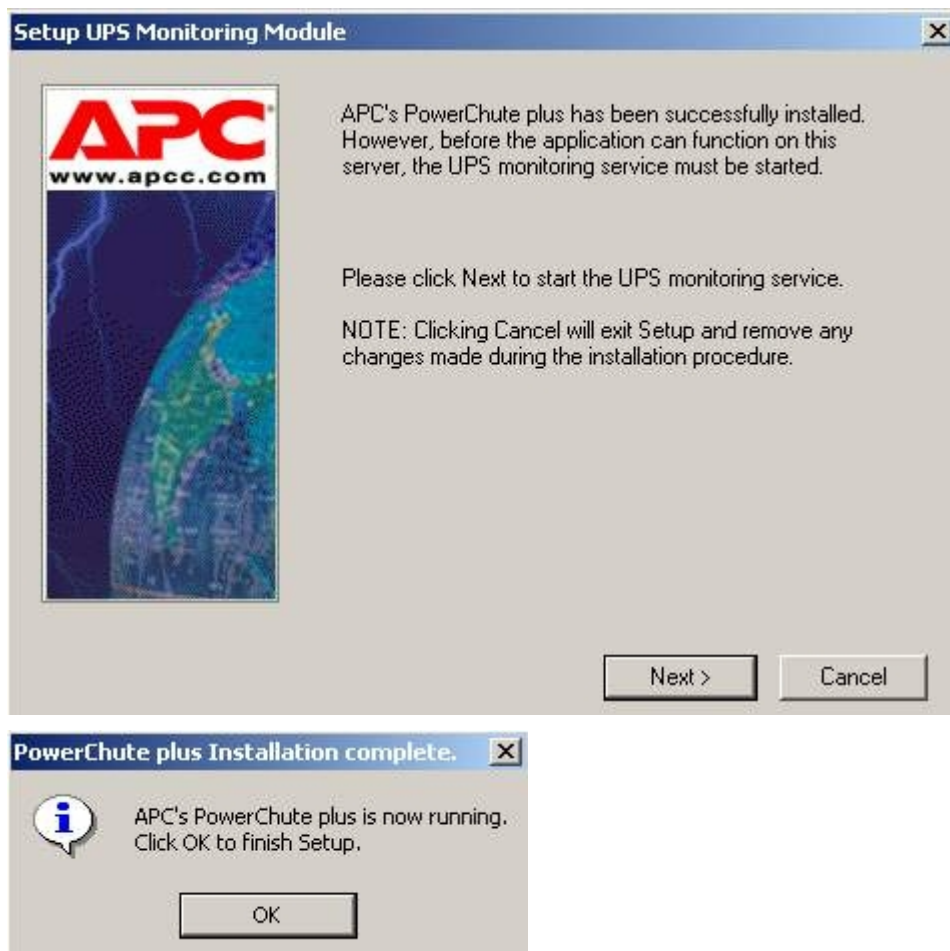 Setup UPS Monitoring Module
APC
www.apcc.com
APC's PowerChute plus has been successfully installed.
However, before the application can function on this
server, the UPS monitoring service must be started.
Please click Next to start the UPS monitoring service.
NOTE: Clicking Cancel will exit Setup and remove any
changes made during the installation procedure.
Next >
Cancel
PowerChute plus Installation complete.
APC's PowerChute plus is now running.
Click OK to finish Setup.
OK